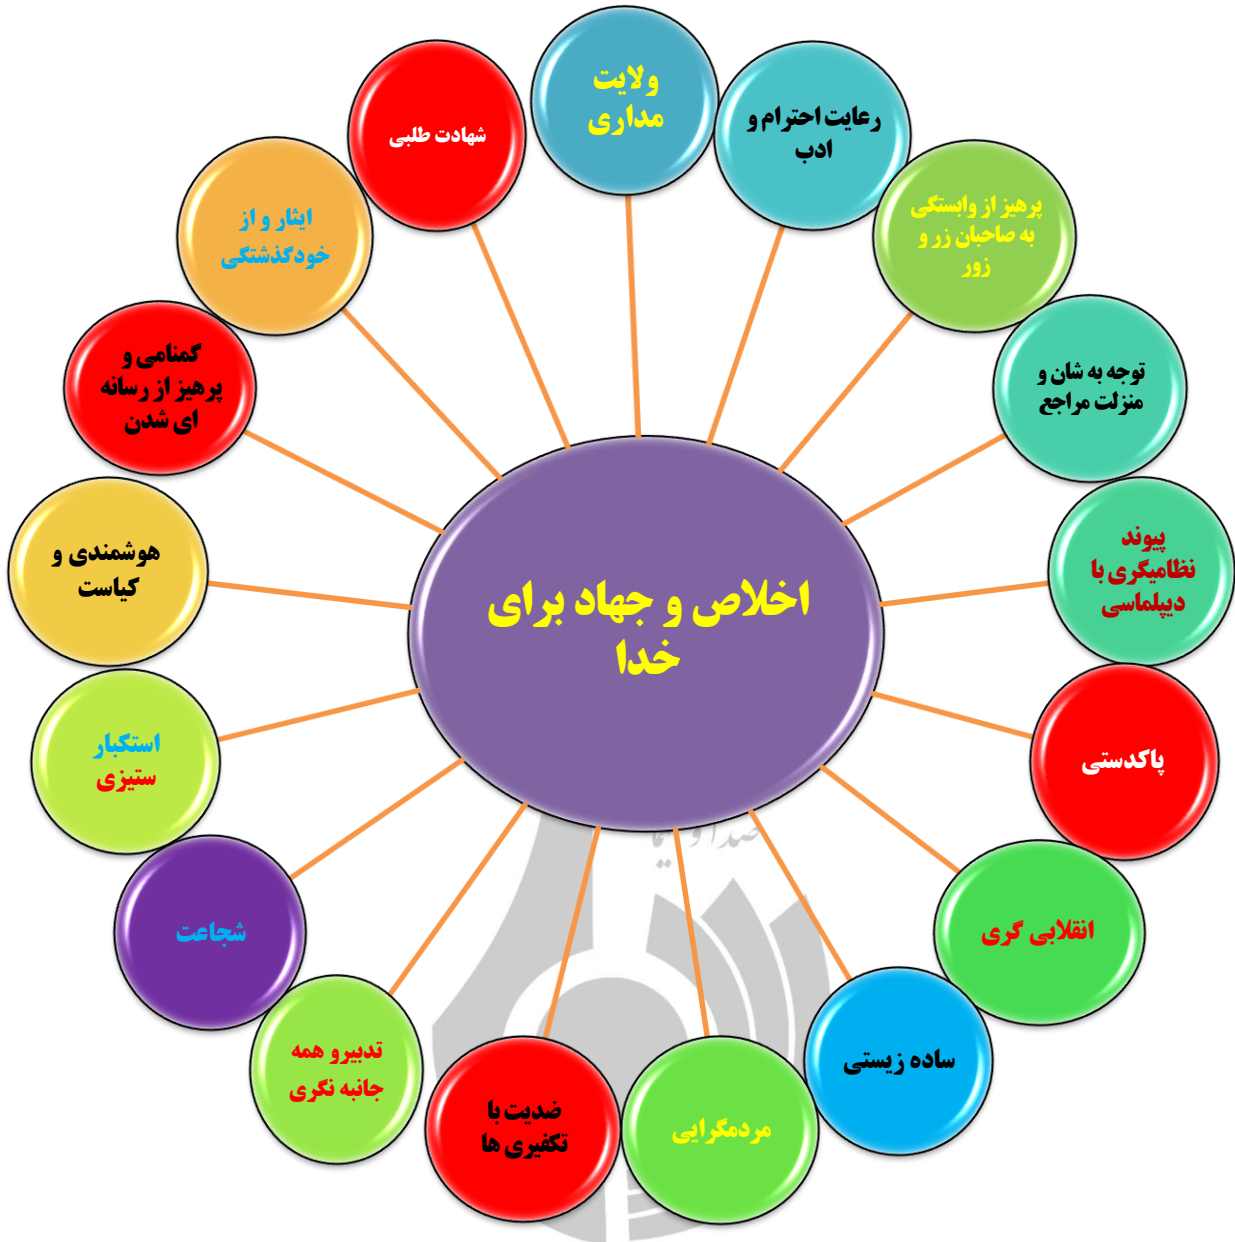 ولایت
مداری
رعایت احترام و
ادب
پرهیز از وابستگی
به صاحبان زر و
زور
توجه به شان و
منزلت مراجع
پیوند
نظامیگری با
دیپلماسی
پاکدستی
انقلابی گری
ساده زیستی
مردمگرایی
ضدیت با
تکفیری ها
تدبیرو همه
جانبه نگری
شجاعت
استکبار
ستیزی
هوشمندی و
کیاست
گمنامی و
پرهیز از رسانه
ای شدن
ایثار و از
خودگذشتگی
شهادت طلبی
اخلاص و جهاد برای
خدا